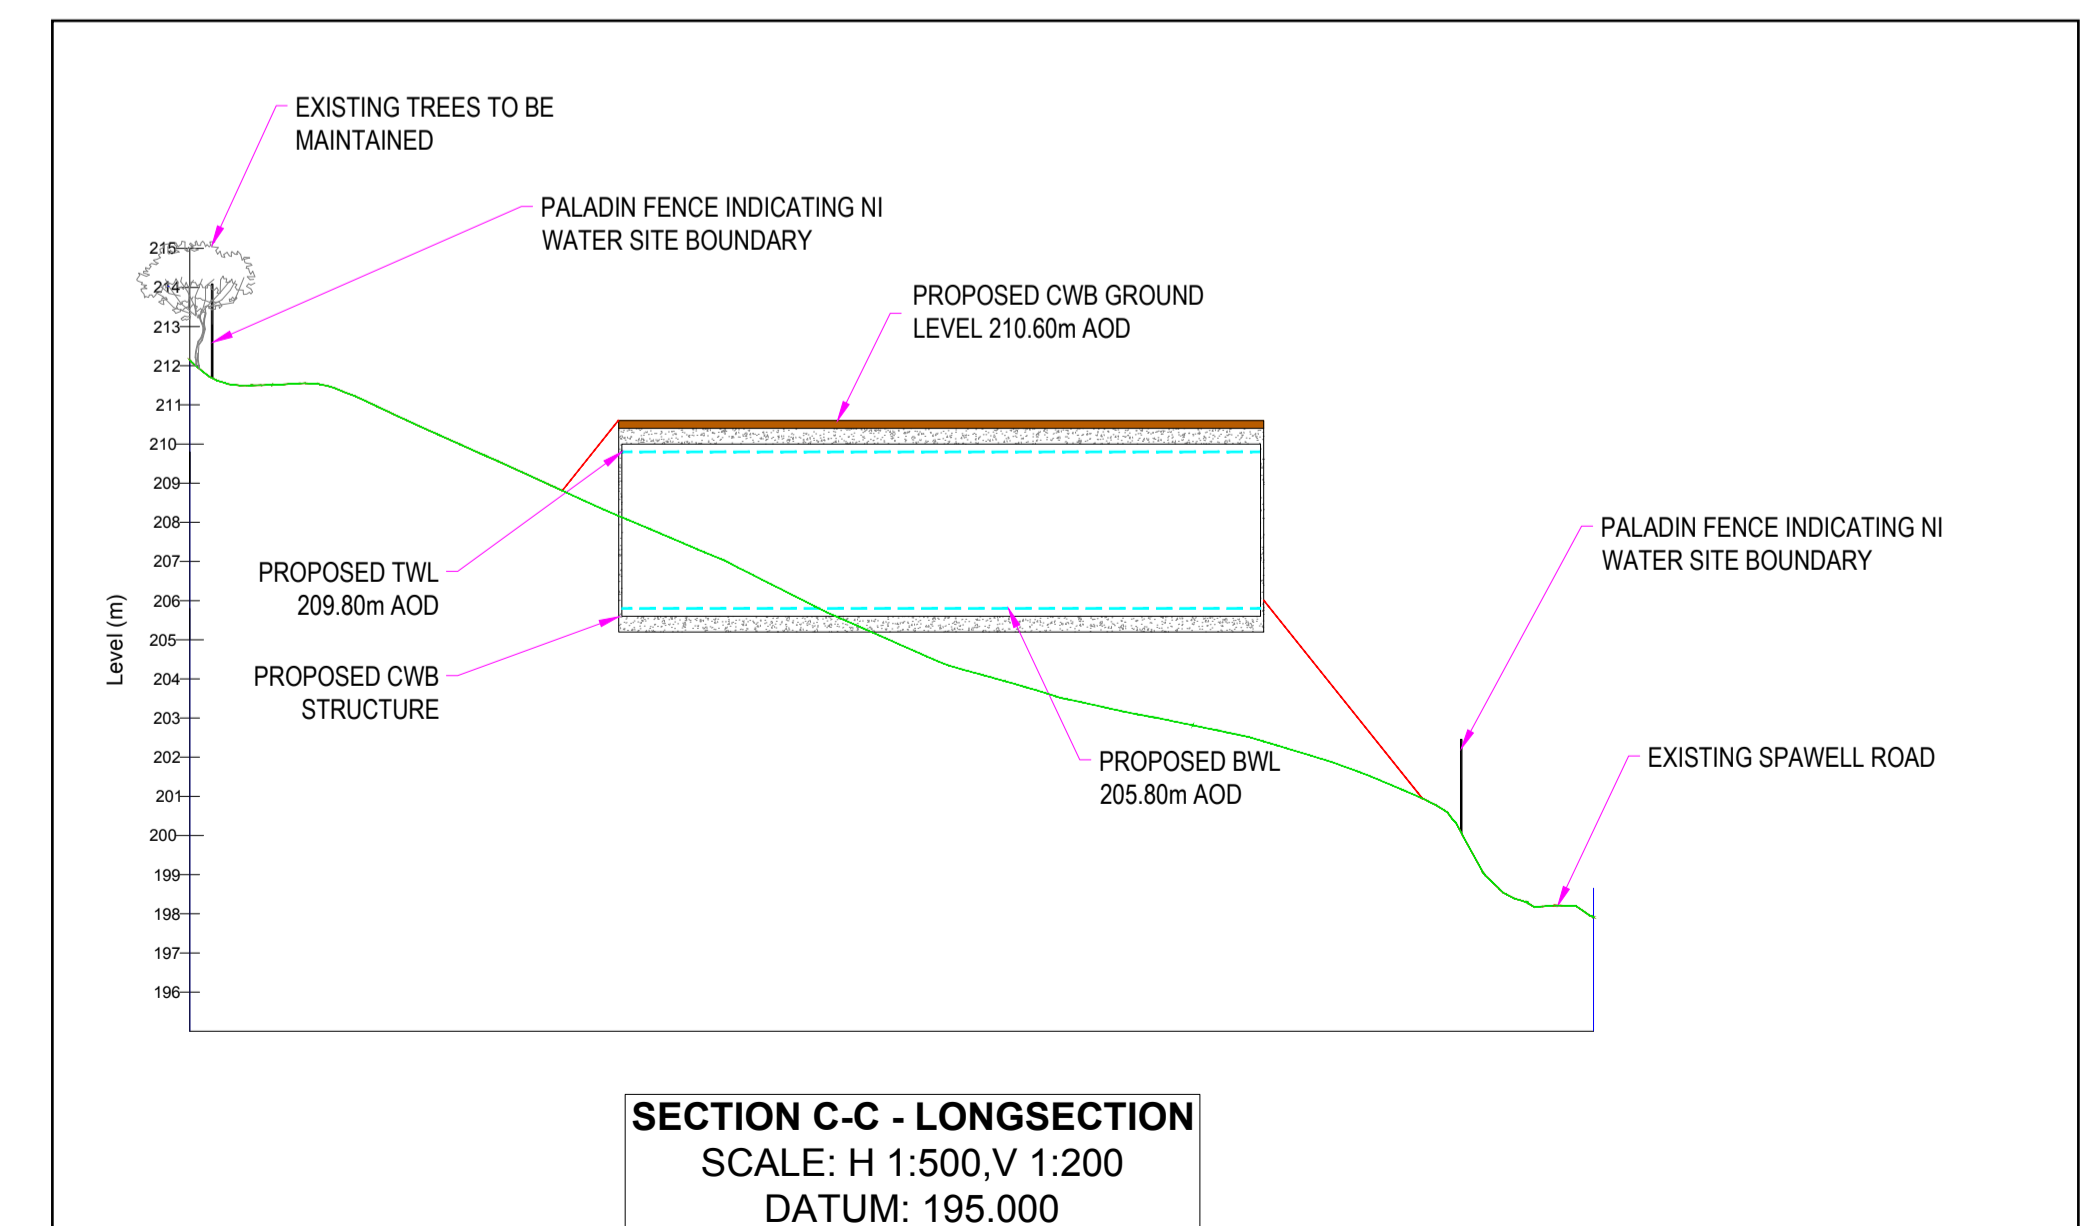 EXISTING TREES TO BE
MAINTAINED
PALADIN FENCE INDICATING NI
WATER SITE BOUNDARY
PROPOSED CWB GROUND
LEVEL 210.60m AOD
215
214
213
212
211
210
209
208
207
206
205
204
203
202
201
200
199
198
197
196
Level (m)
PROPOSED TWL
209.80m AOD
PROPOSED CWB
STRUCTURE
PALADIN FENCE INDICATING NI
WATER SITE BOUNDARY
PROPOSED BWL
205.80m AOD
EXISTING SPAWELL ROAD
SECTION C-C - LONGSECTION
SCALE: H 1:500,V 1:200
DATUM: 195.000